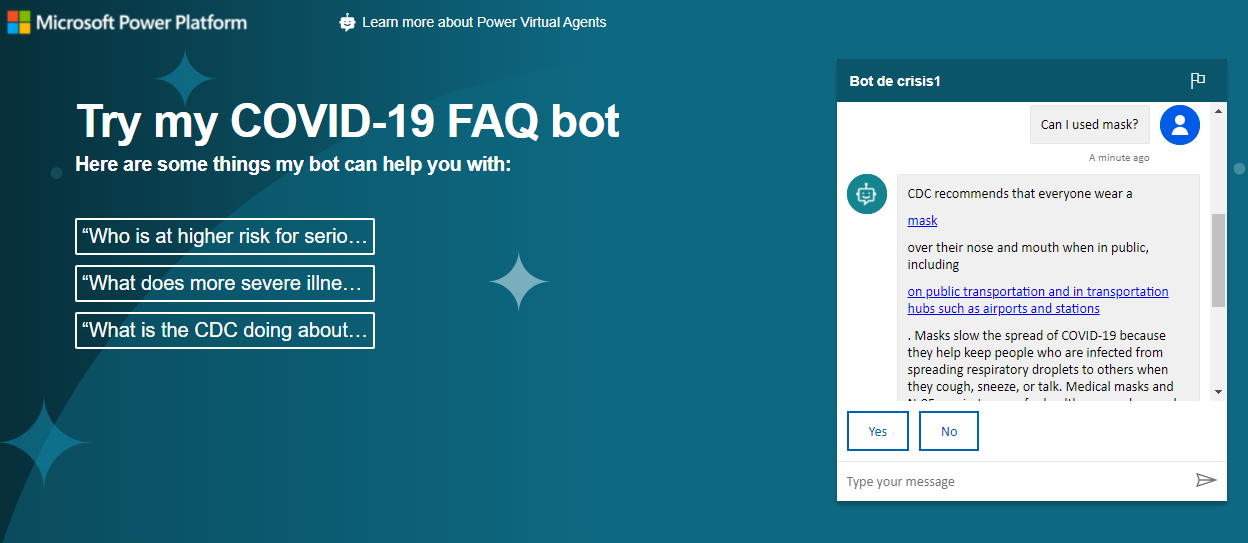 Microsoft Power Platform
Learn more about Power Virtual Agents
Try my COVID-19 FAQ bot
Here are some things my bot can help you with:
“Who is at higher risk for serio…
“What does more severe illne…
“What is the CDC doing about…
Bot de crisis1
Can I used mask?
A minute ago
CDC recommends that everyone wear a
mask
over their nose and mouth when in public,
including
on public transportation and in transportation
hubs such as airports and stations
. Masks slow the spread of COVID-19 because
they help keep people who are infected from
spreading respiratory droplets to others when
they cough, sneeze, or talk. Medical masks and
Yes
No
Type your message